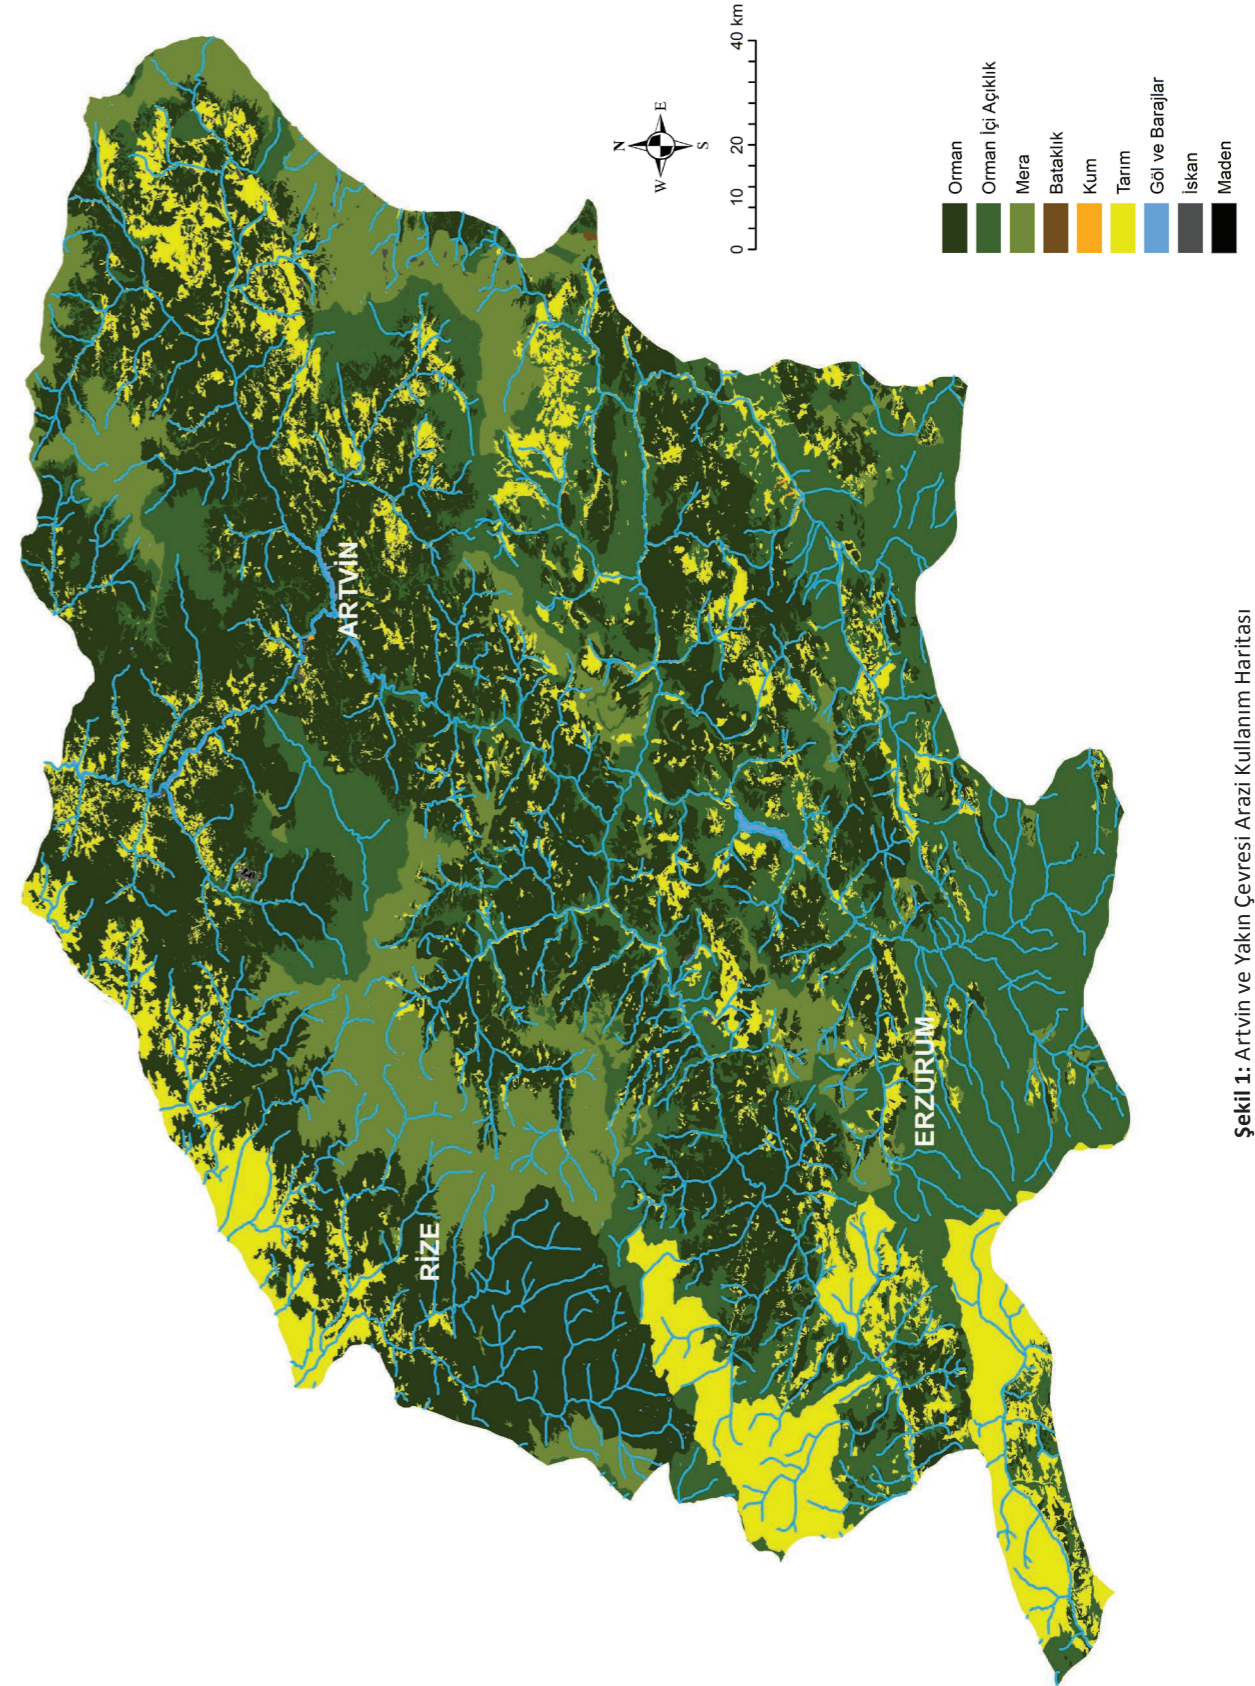 ARTVİN
RİZE
ERZURUM
N
W
E
S
0
10
20
40 km
Orman
Orman İçi Açıklık
Mera
Bataklık
Kum
Tarım
Göl ve Barajlar
İskan
Maden
Şekil 1: Artvin ve Yakın Çevresi Arazi Kullanım Haritası